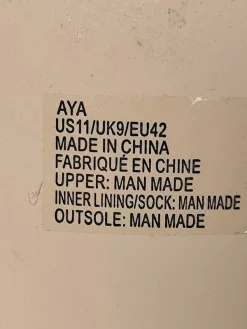 AYA
US11/UK9/EU42
MADE IN CHINA
FABRIQUÉ EN CHINE
UPPER: MAN MADE
INNER LINING/SOCK: MAN MADE
OUTSOLE: MAN MADE